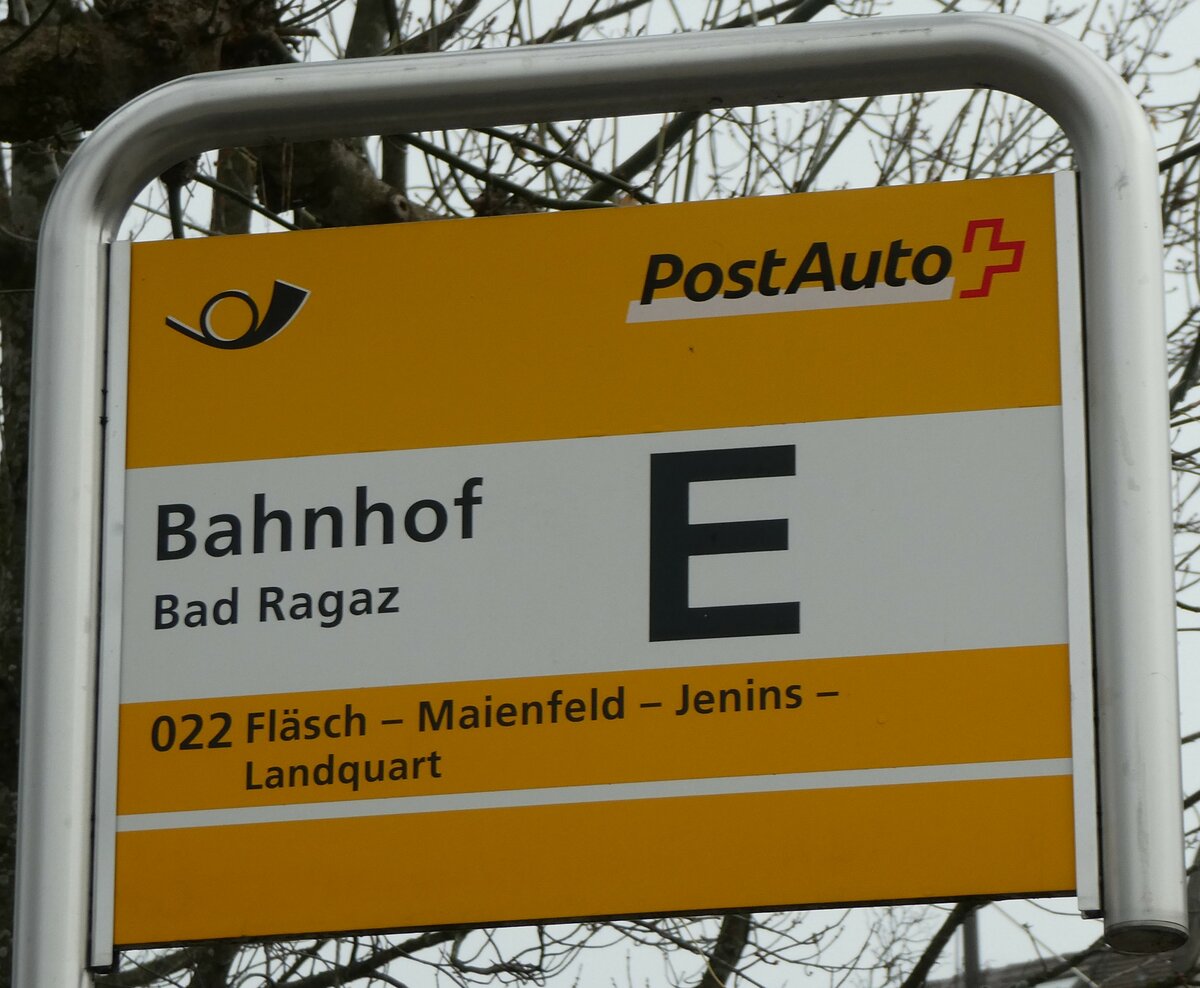 PostAuto
Bahnhof
E
Bad Ragaz
022 Fläsch – Maienfeld – Jenins –
Landquart